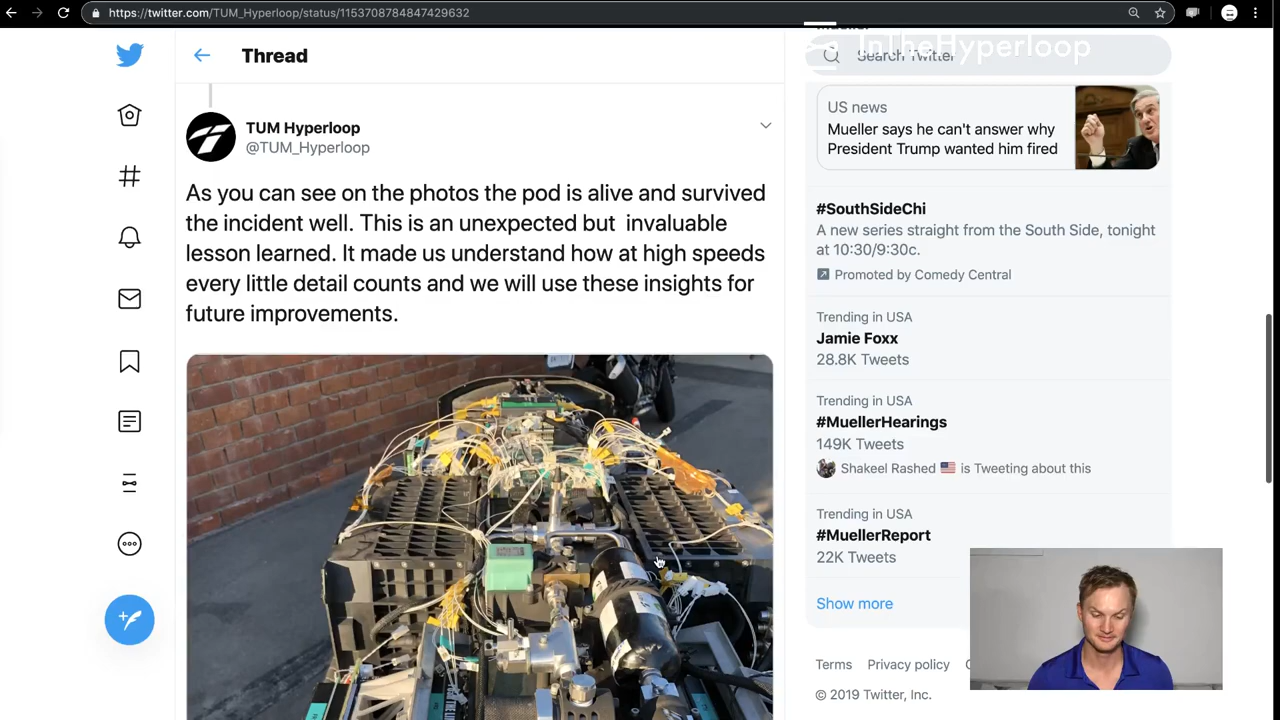 https://twitter.com/TUM_Hyperloop/status/1153708784847429632
InTheHyperloop
Thread
Search Twitter
TUM Hyperloop
@TUM_Hyperloop
As you can see on the photos the pod is alive and survived
the incident well. This is an unexpected but invaluable
lesson learned. It made us understand how at high speeds
every little detail counts and we will use these insights for
future improvements.
US news
Mueller says he can't answer why
President Trump wanted him fired
#SouthSideChi
A new series straight from the South Side, tonight
at 10:30/9:30c.
Promoted by Comedy Central
Trending in USA
Jamie Foxx
28.8K Tweets
Trending in USA
#MuellerHearings
149K Tweets
Shakeel Rashed 🇺🇸 is Tweeting about this
Trending in USA
#MuellerReport
22K Tweets
Show more
Terms Privacy policy
© 2019 Twitter, Inc.